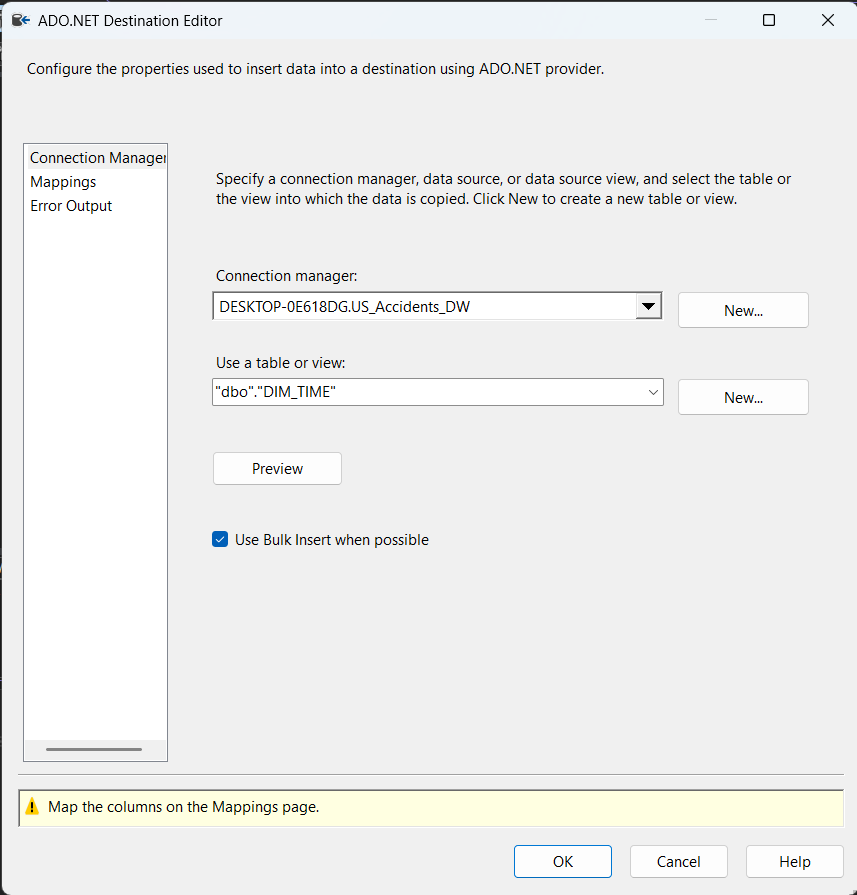 ADO.NET Destination Editor
Configure the properties used to insert data into a destination using ADO.NET provider.
Connection Manager
Mappings
Error Output
Specify a connection manager, data source, or data source view, and select the table or
the view into which the data is copied. Click New to create a new table or view.
Connection manager:
DESKTOP-0E618DG.US_Accidents_DW
New...
Use a table or view:
"dbo"."DIM_TIME"
New...
Preview
Use Bulk Insert when possible
Map the columns on the Mappings page.
OK
Cancel
Help